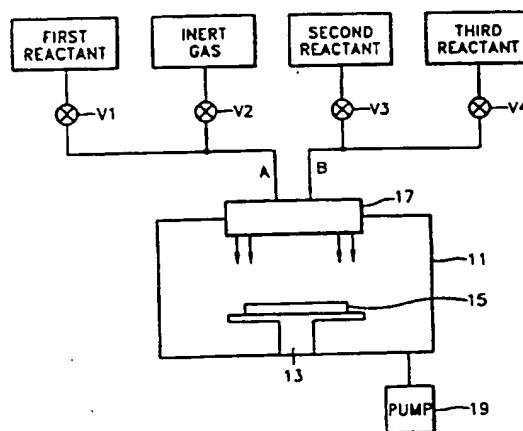 FIRST REACTANT
INERT GAS
SECOND REACTANT
THIRD REACTANT
V1
V2
V3
V4
A
B
17
11
15
13
PUMP
19